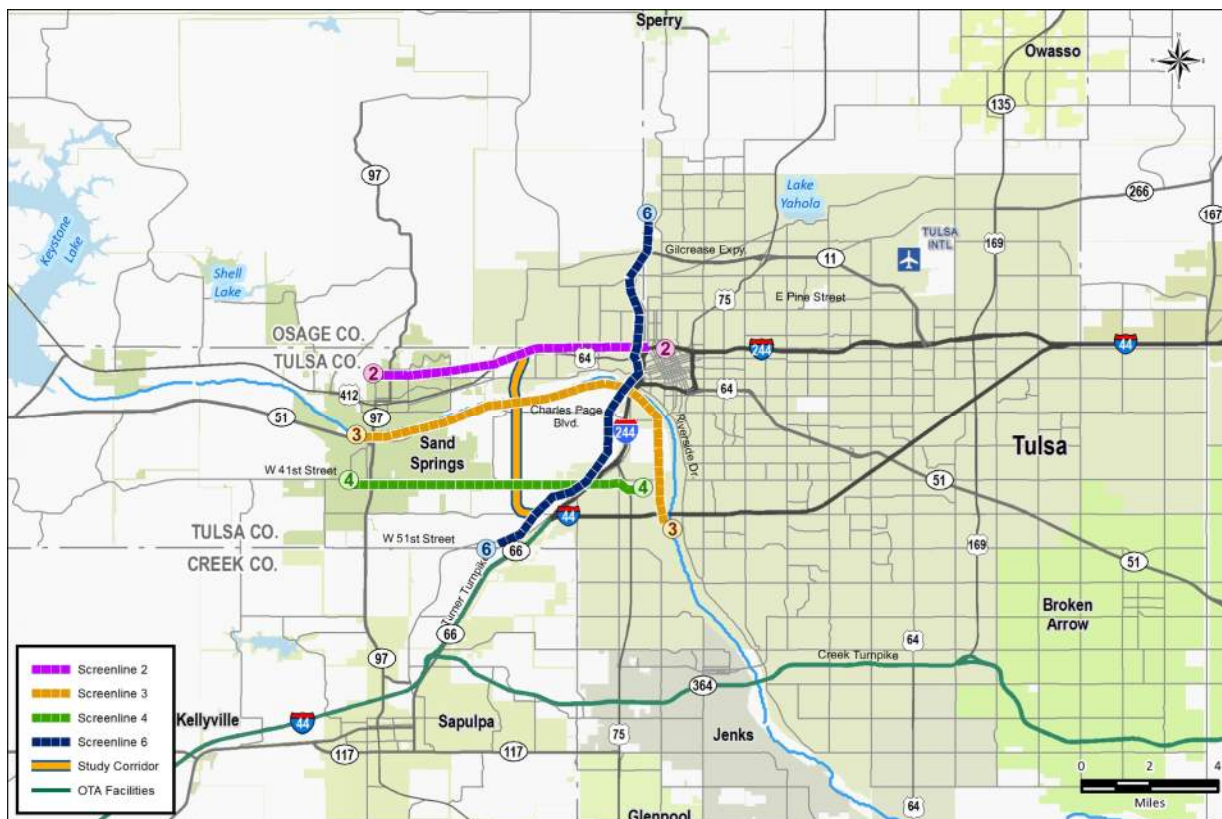 Sperry
Owasso
135
97
266
167
Lake
Yahola
TULSA
INTL
Keystone
Lake
Shell
Lake
6
Gilcrease Expy.
11
169
75
E Pine Street
OSAGE CO.
TULSA CO.
2
64
2
244
44
412
64
51
97
3
Charles Page
Blvd.
244
Riverside Dr.
Sand
Springs
Tulsa
W 41st Street
4
4
51
44
3
TULSA CO.
CREEK CO.
W 51st Street
6
66
169
51
Turner Turnpike
Broken
Arrow
66
64
97
Creek Turnpike
364
Kellyville
44
Sapulpa
75
Jenks
117
117
64
Glenpool
Screenline 2
Screenline 3
Screenline 4
Screenline 6
Study Corridor
OTA Facilities
0 2 4
Miles